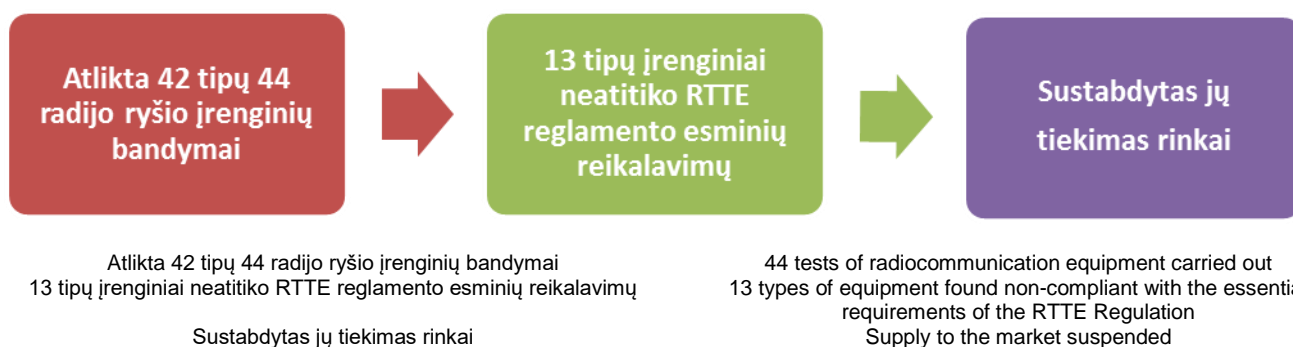 Atlikta 42 tipų 44
radijo ryšio įrenginių
bandymai
13 tipų įrenginiai
neatitiko RTTE
reglamento esminių
reikalavimų
Sustabdytas jų
tiekimas rinkai
Atlikta 42 tipų 44 radijo ryšio įrenginių bandymai
13 tipų įrenginiai neatitiko RTTE reglamento esminių reikalavimų
Sustabdytas jų tiekimas rinkai
44 tests of radiocommunication equipment carried out
13 types of equipment found non-compliant with the essentia
requirements of the RTTE Regulation
Supply to the market suspended